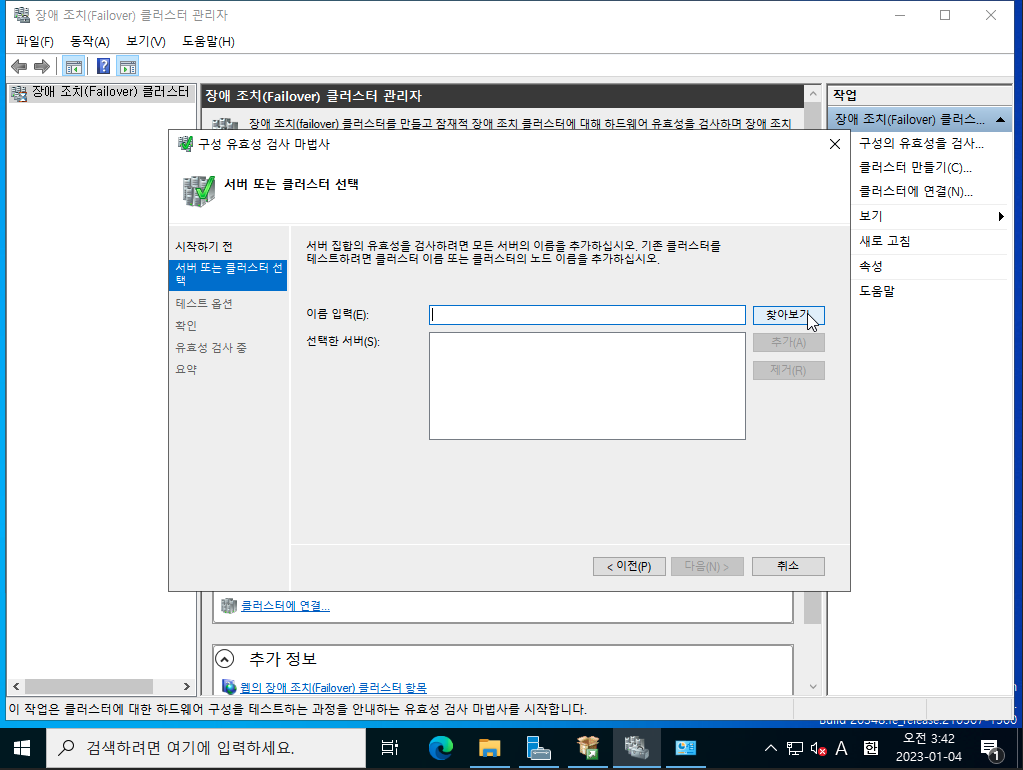 장애 조치(Failover) 클러스터 관리자
파일(F) 동작(A) 보기(V) 도움말(H)
장애 조치(Failover) 클러스터
장애 조치(Failover) 클러스터 관리자
장애 조치(failover) 클러스터를 만들고 잠재적 장애 조치 클러스터에 대해 하드웨어 유효성을 검사하며 장애 조치
작업
장애 조치(Failover) 클러스...
구성의 유효성을 검사...
클러스터 만들기(C)...
클러스터에 연결(N)...
보기
새로 고침
속성
도움말
구성 유효성 검사 마법사
서버 또는 클러스터 선택
시작하기 전
서버 또는 클러스터 선
택
테스트 옵션
확인
유효성 검사 중
요약
서버 집합의 유효성을 검사하려면 모든 서버의 이름을 추가하십시오. 기존 클러스터를
테스트하려면 클러스터 이름 또는 클러스터의 노드 이름을 추가하십시오.
이름 입력(E):
찾아보기
선택한 서버(S):
추가(A)
제거(R)
< 이전(P)
다음(N) >
취소
클러스터에 연결...
추가 정보
웹의 장애 조치(Failover) 클러스터 항목
이 작업은 클러스터에 대한 하드웨어 구성을 테스트하는 과정을 안내하는 유효성 검사 마법사를 시작합니다.
검색하려면 여기에 입력하세요.
A 한
오전 3:42
2023-01-04
1